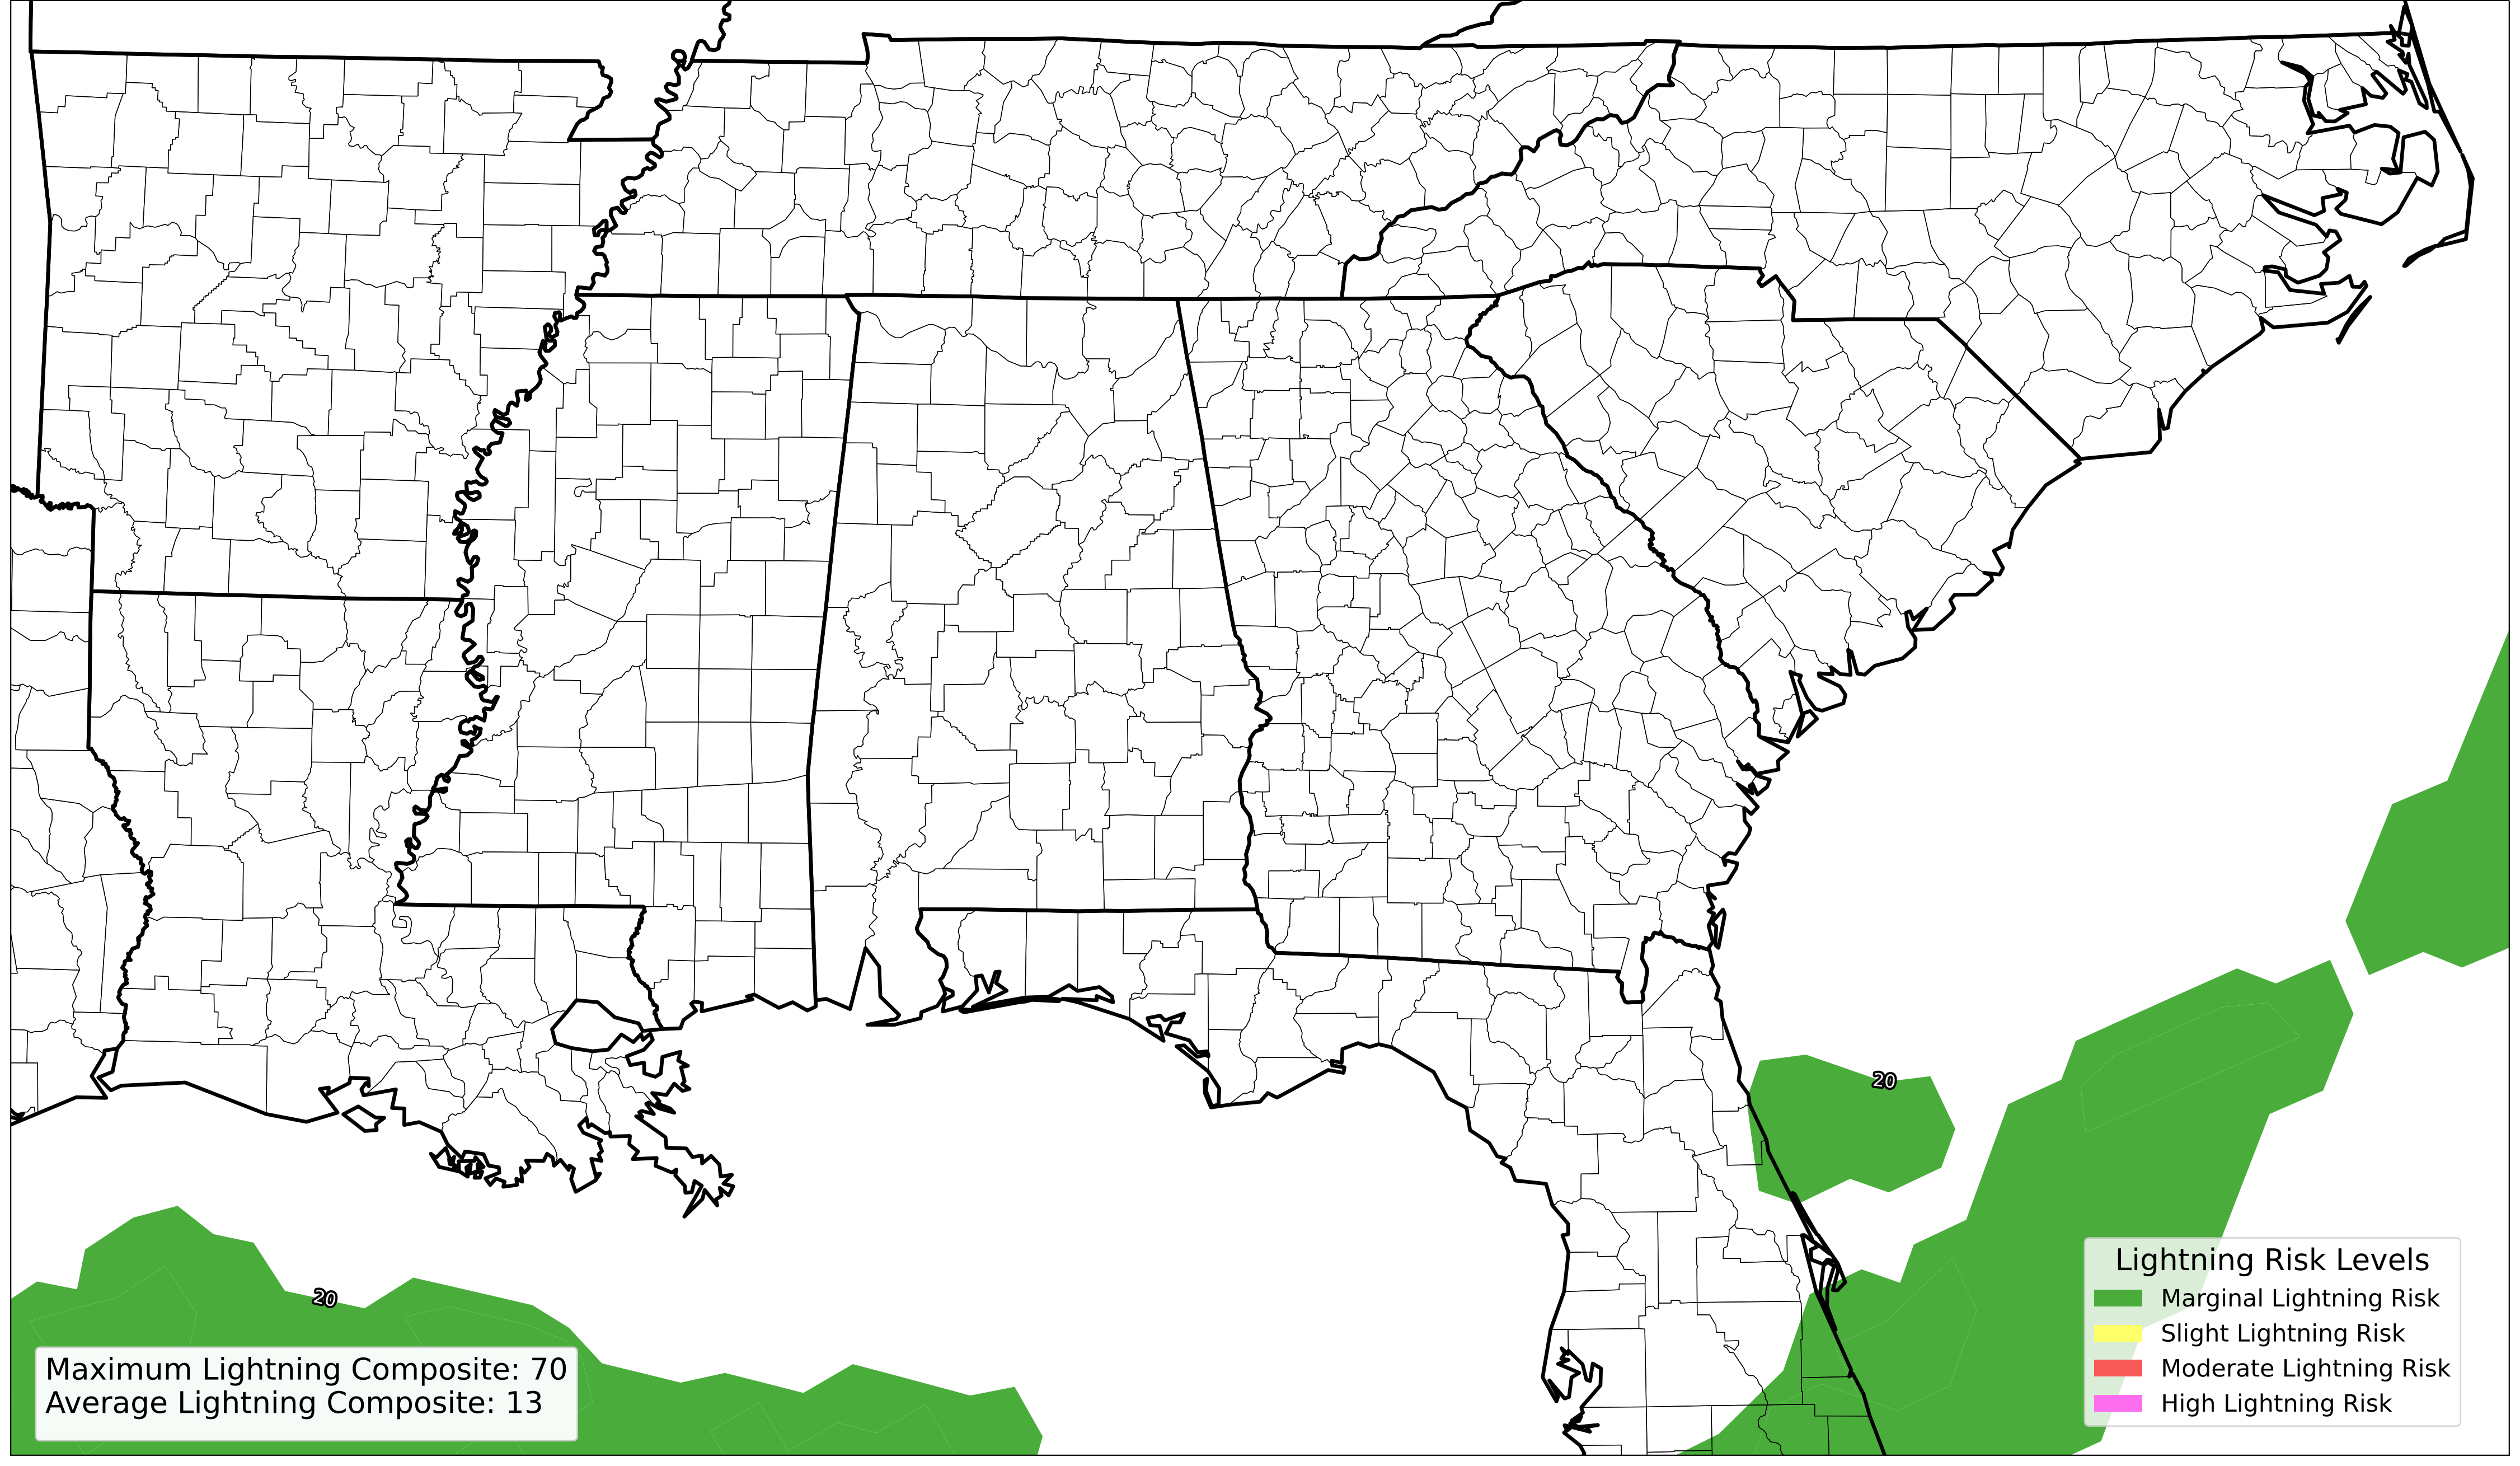 20
20
Maximum Lightning Composite: 70
Average Lightning Composite: 13
Lightning Risk Levels
Marginal Lightning Risk
Slight Lightning Risk
Moderate Lightning Risk
High Lightning Risk